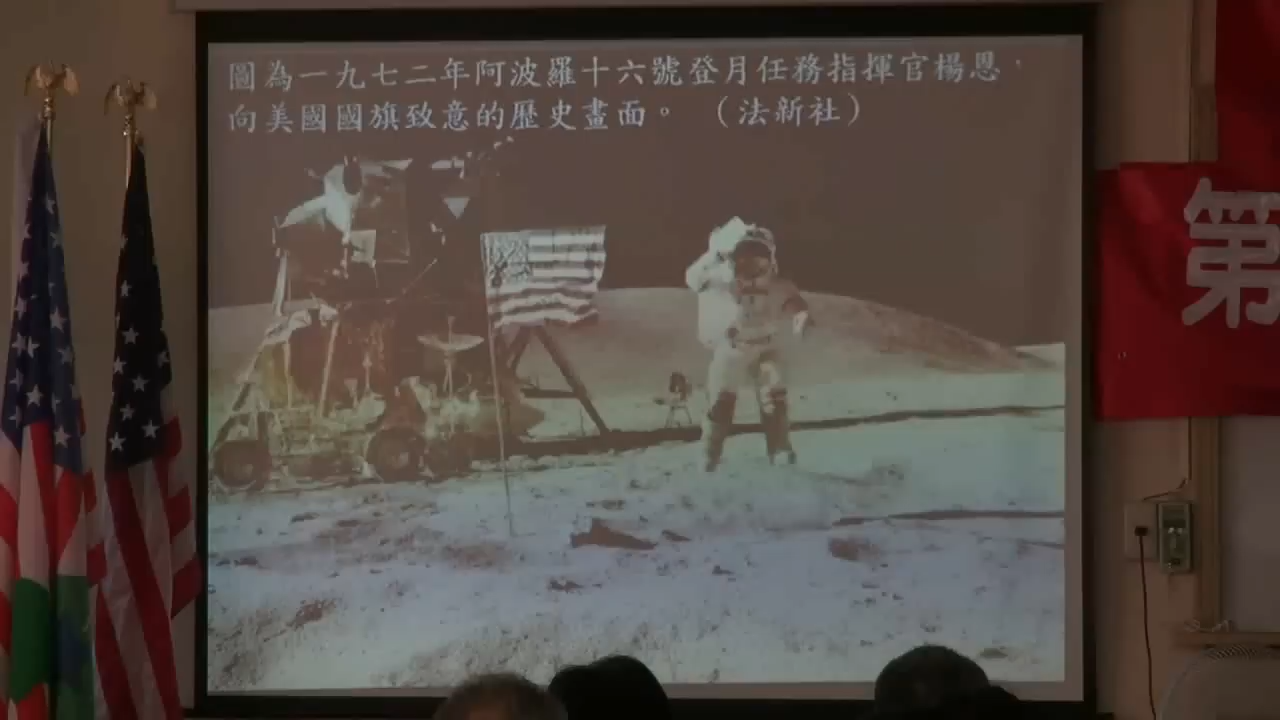 圖為一九七二年阿波羅十六號登月任務指揮官楊恩，
向美國國旗致意的歷史畫面。（法新社）
第